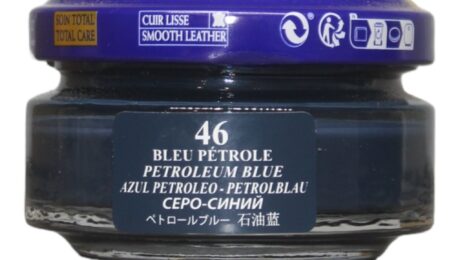 SOIN TOTAL
TOTAL CARE
CUIR LISSE
SMOOTH LEATHER
46
BLEU PÉTROLE
PETROLEUM BLUE
AZUL PETROLEO - PETROLBLAU
СЕРО-СИНИЙ
ペトロールブルー 石油蓝